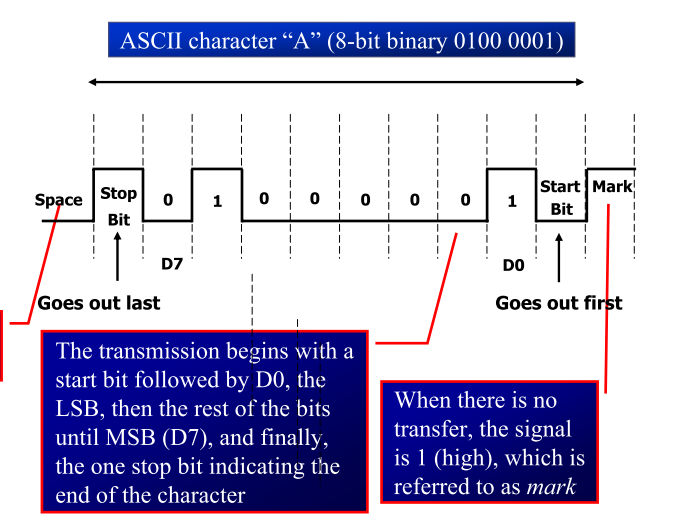 ASCII character “A” (8-bit binary 0100 0001)
Space
Stop
Bit
0
1
0
0
0
0
0
1
Start
Bit
Mark
D7
D0
Goes out last
Goes out first
The transmission begins with a
start bit followed by D0, the
LSB, then the rest of the bits
until MSB (D7), and finally,
the one stop bit indicating the
end of the character
When there is no
transfer, the signal
is 1 (high), which is
referred to as mark